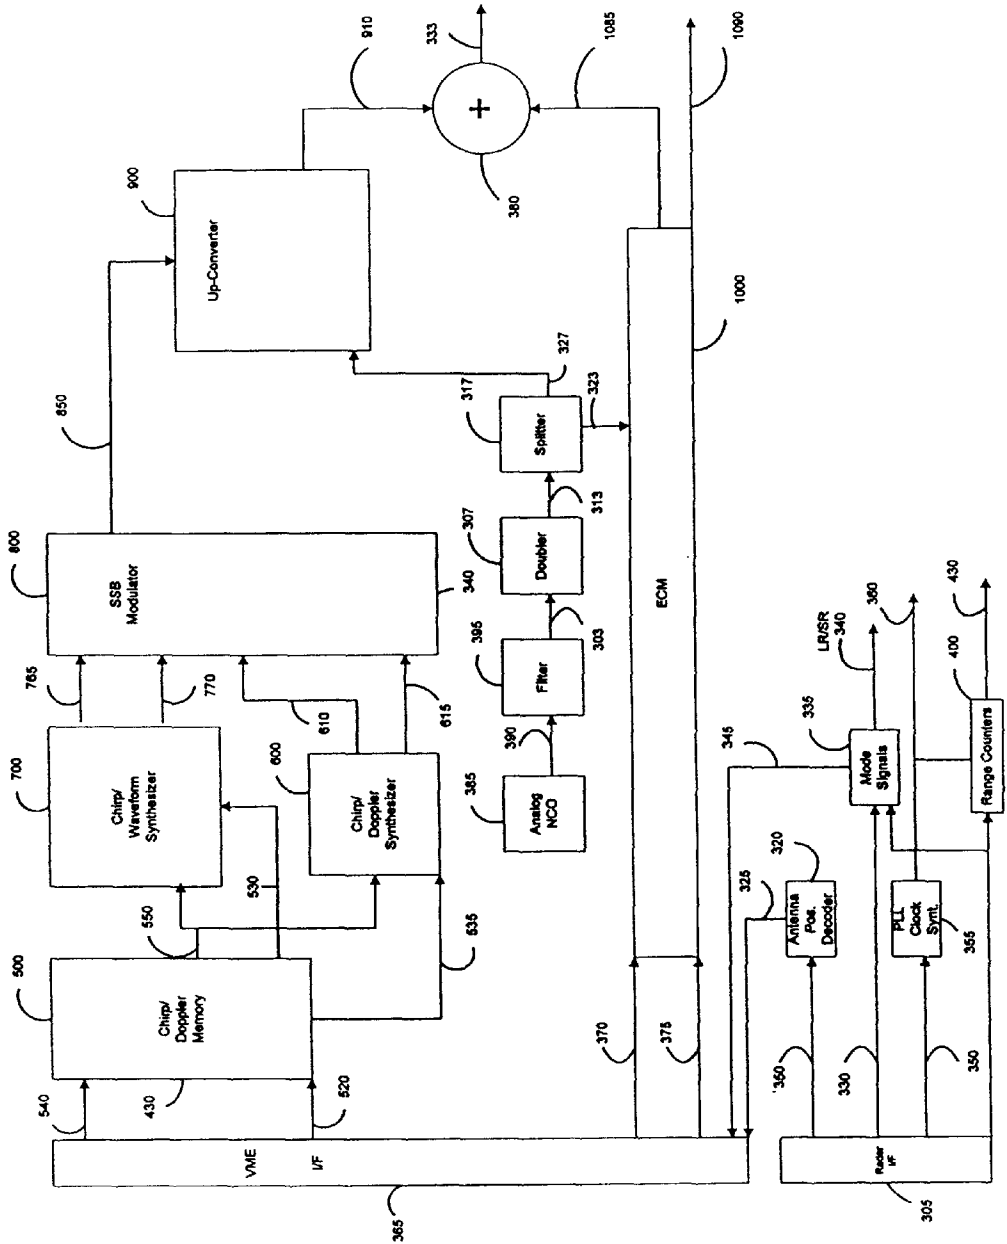 540
500
550
700
765
800
850
900
910
333
VME
I/F
Chirp/
Doppler
Memory
430
520
530
Chirp/
Waveform
Synthesizer
770
SSB
Modulator
Up-Converter
+
380
1085
1090
535
600
Chirp/
Doppler
Synthesizer
610
615
340
385
Analog
NCO
390
395
Filter
303
307
Doubler
313
317
Splitter
327
323
365
370
375
ECM
1000
325
320
Antenna
Pos.
Decoder
345
335
Mode
Signals
LR/SR
340
360
430
400
Range Counters
PLL
Clock
Synt.
355
350
330
350
Radar
I/F
305